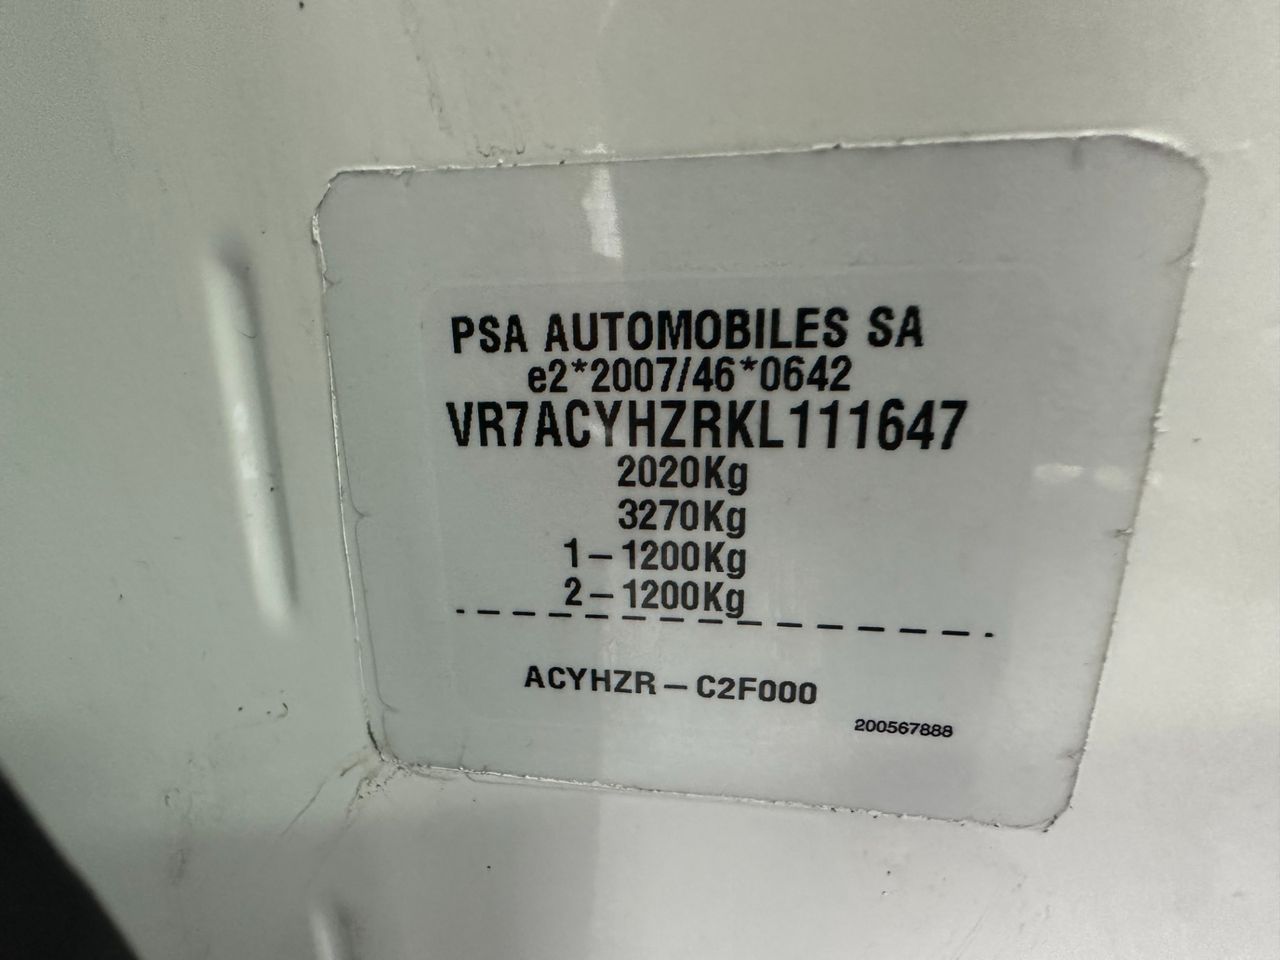 PSA AUTOMOBILES SA
e2*2007/46*0642
VR7ACYHZRKL111647
2020Kg
3270Kg
1-1200Kg
2-1200Kg
ACYHZR-C2F000
200567888